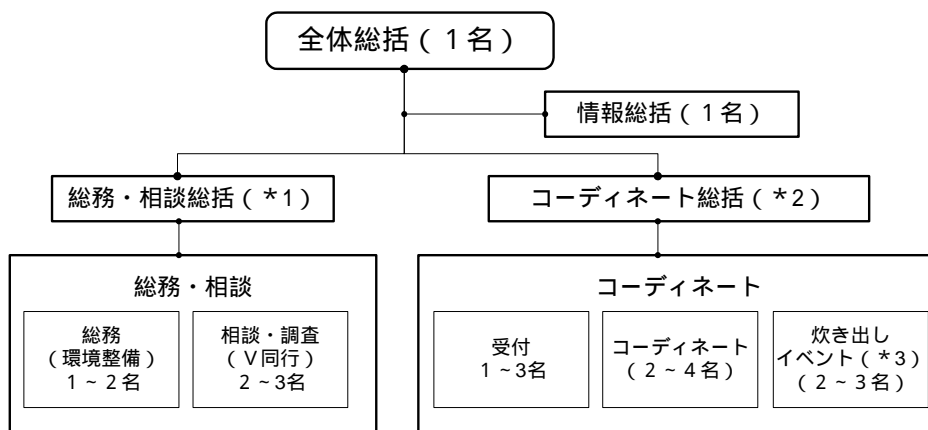 全体総括(1名)
情報総括(1名)
総務・相談総括(*1)
コーディネート総括(*2)
総務・相談
総務
(環境整備)
1~2名
相談・調査
(V同行)
2~3名
コーディネート
受付
1~3名
コーディネート
(2~4名)
炊き出し
イベント(*3)
(2~3名)